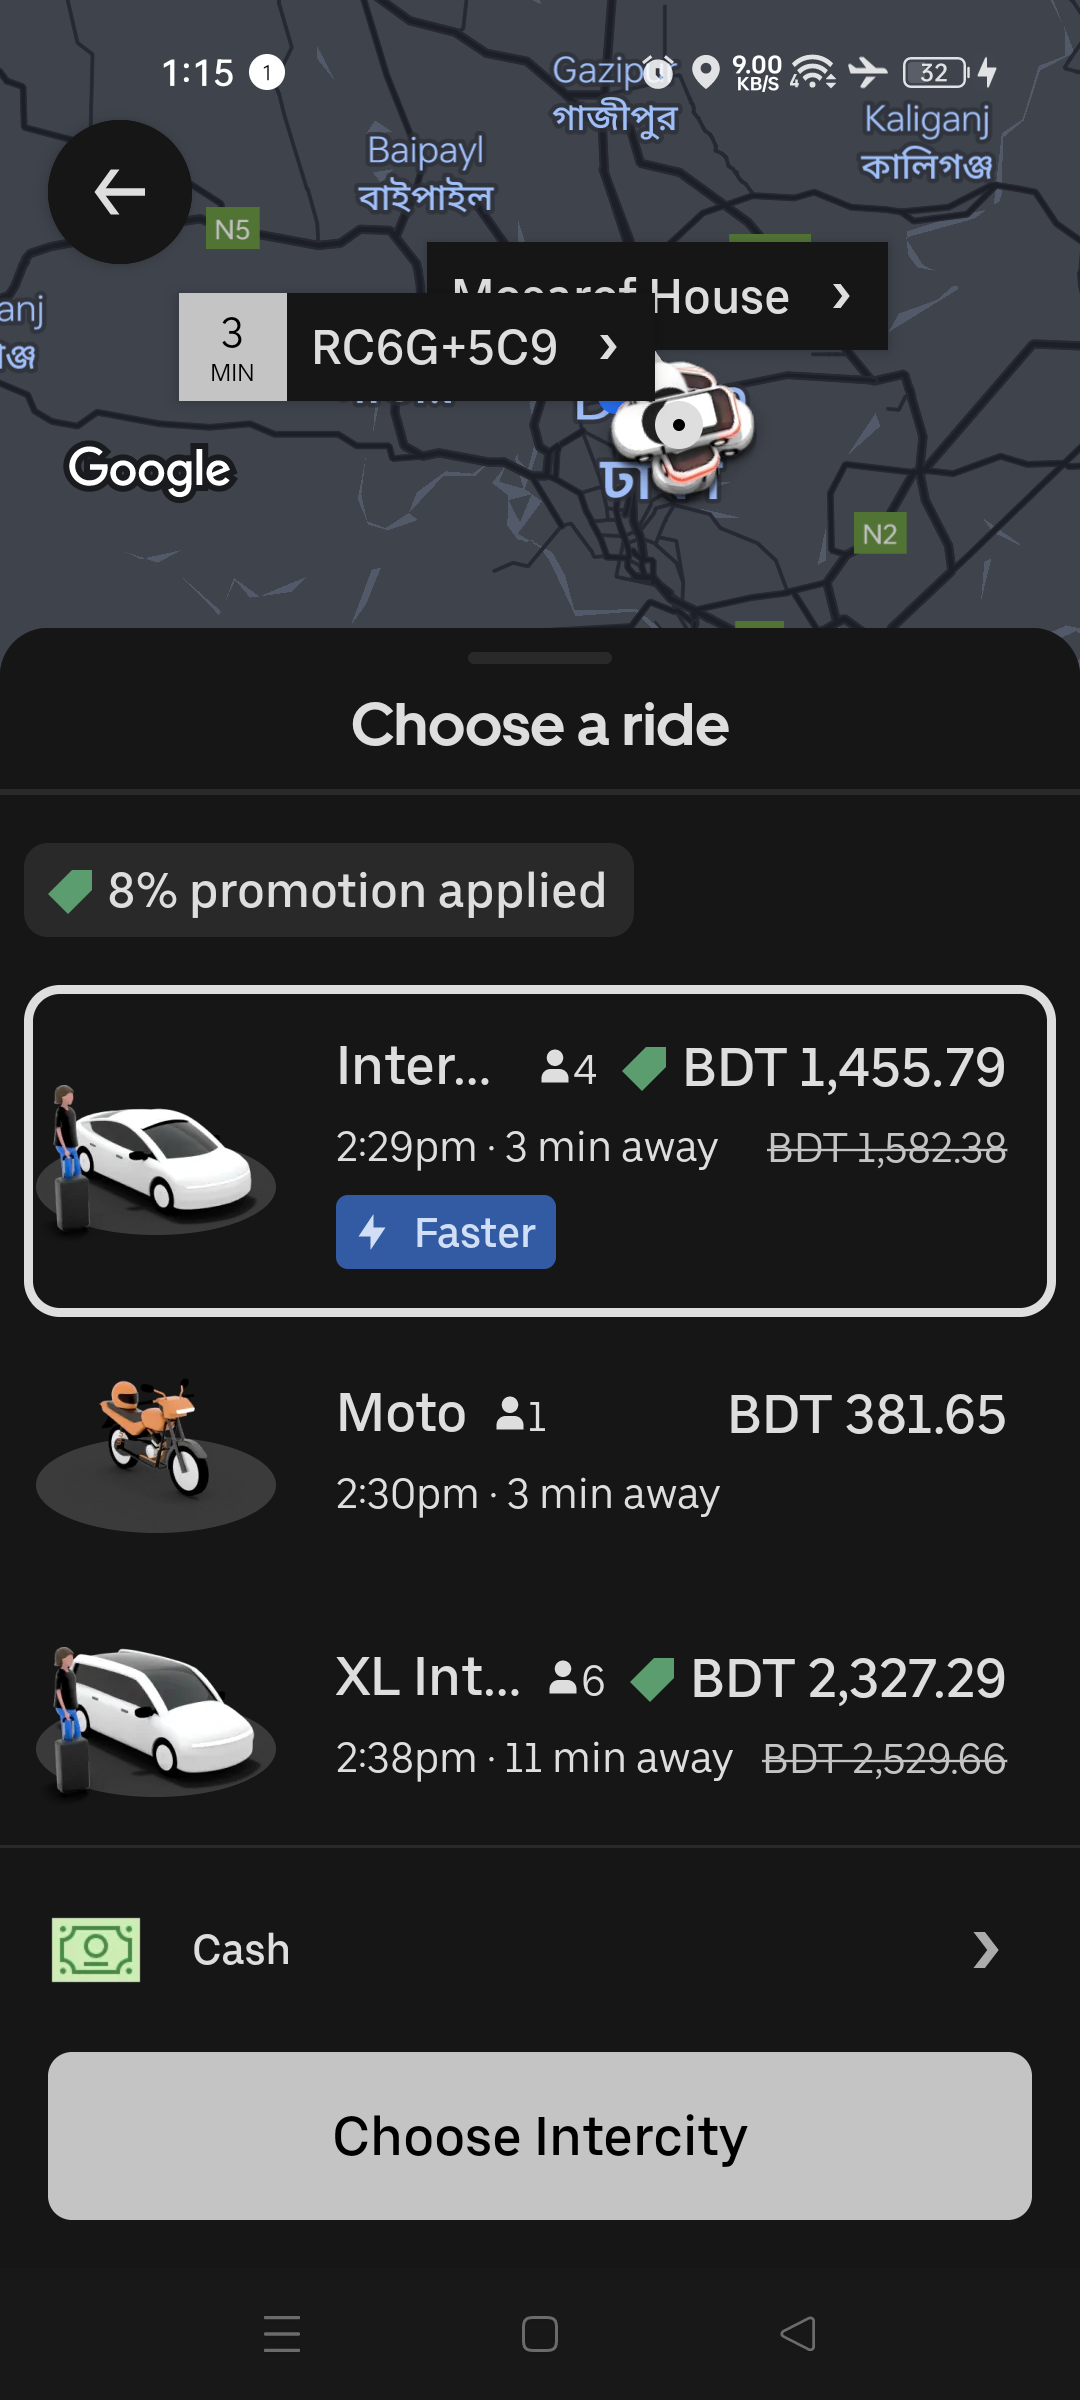 1:15
1
9.00
KB/S
4
32
Gazipur
গাজীপুর
Kaliganj
কালিগঞ্জ
Baipayl
বাইপাইল
N5
House ›
3
MIN
RC6G+5C9 ›
anj
Google
N2
Choose a ride
8% promotion applied
Inter... 4 BDT 1,455.79
2:29pm · 3 min away BDT 1,582.38
Faster
Moto 1 BDT 381.65
2:30pm · 3 min away
XL Int... 6 BDT 2,327.29
2:38pm · 11 min away BDT 2,529.66
Cash
Choose Intercity